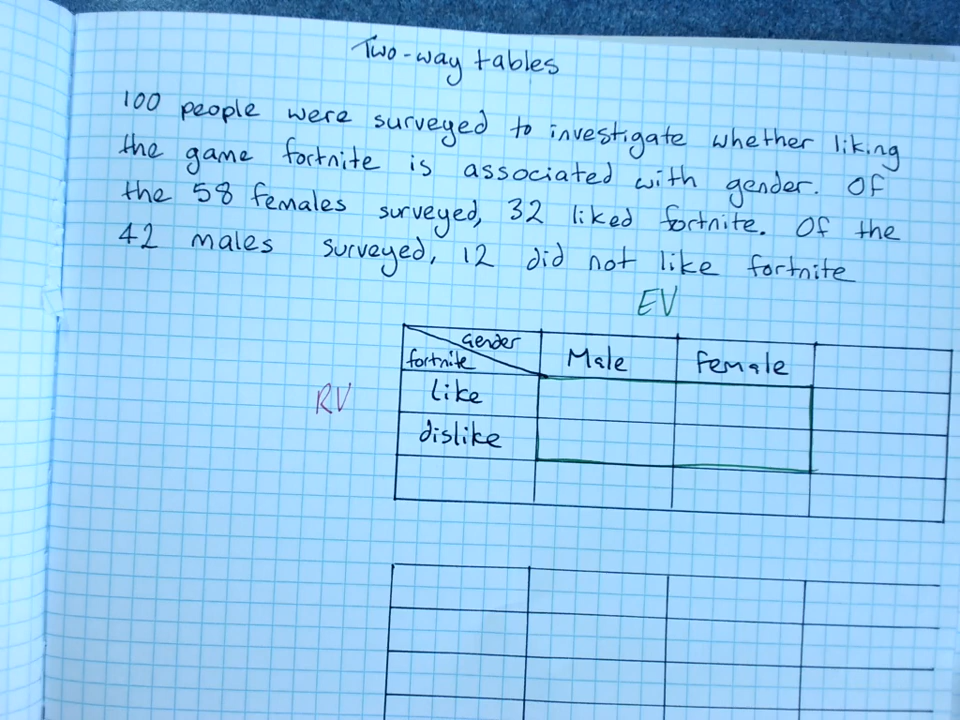 Two-way tables
100 people were surveyed to investigate whether liking
the game fortnite is associated with gender. Of
the 58 females surveyed, 32 liked fortnite. Of the
42 males surveyed, 12 did not like fortnite
EV
Gender
fortnite
Male
Female
RV
like
dislike